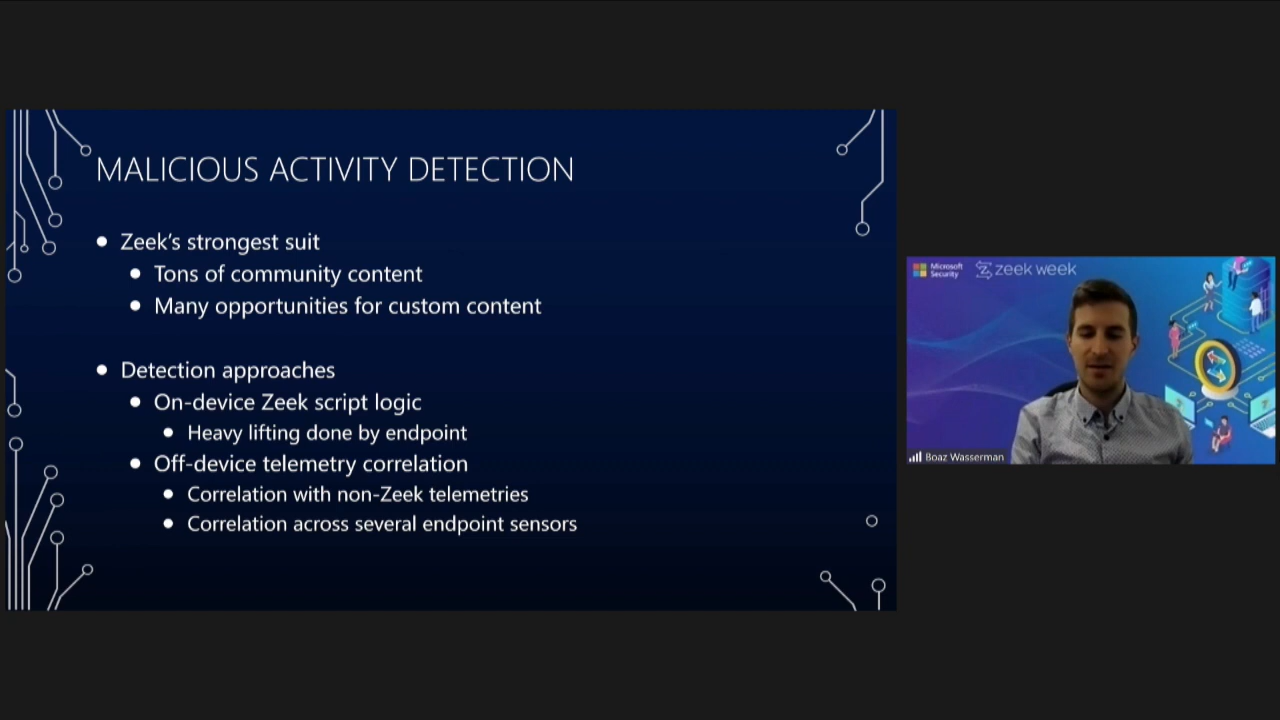 MALICIOUS ACTIVITY DETECTION
Zeek's strongest suit
Tons of community content
Many opportunities for custom content
Detection approaches
On-device Zeek script logic
Heavy lifting done by endpoint
Off-device telemetry correlation
Correlation with non-Zeek telemetries
Correlation across several endpoint sensors
Microsoft
Security
zeek week
Boaz Wasserman